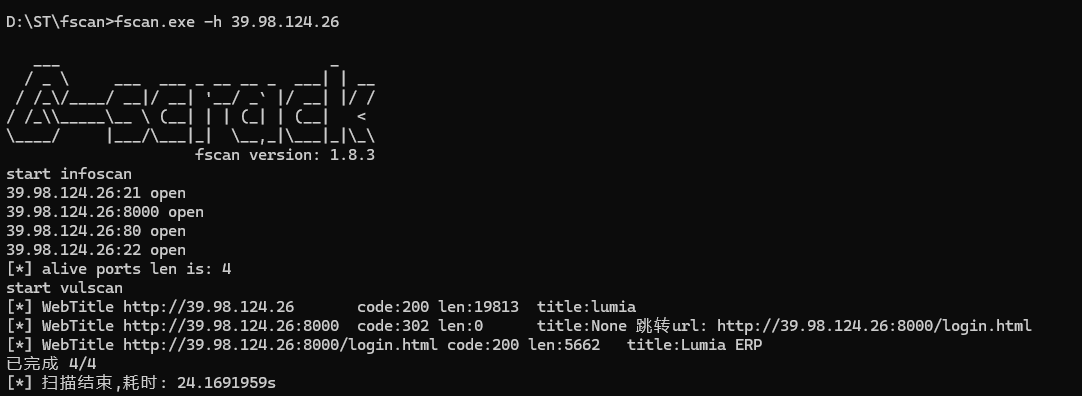 D:\ST\fscan>fscan.exe -h 39.98.124.26
   ___                              _
  / _ \     ___  ___ _ __ __ _  ___| | __
 / /_\/____/ __|/ __| '__/ _` |/ __| |/ /
/ /_\\_____\__ \ (__| | | (_| | (__|   <
\____/     |___/\___|_|  \__,_|\___|_|\_\
                     fscan version: 1.8.3
start infoscan
39.98.124.26:21 open
39.98.124.26:8000 open
39.98.124.26:80 open
39.98.124.26:22 open
[*] alive ports len is: 4
start vulscan
[*] WebTitle http://39.98.124.26       code:200 len:19813  title:lumia
[*] WebTitle http://39.98.124.26:8000  code:302 len:0      title:None 跳转url: http://39.98.124.26:8000/login.html
[*] WebTitle http://39.98.124.26:8000/login.html code:200 len:5662   title:Lumia ERP
已完成 4/4
[*] 扫描结束,耗时: 24.1691959s